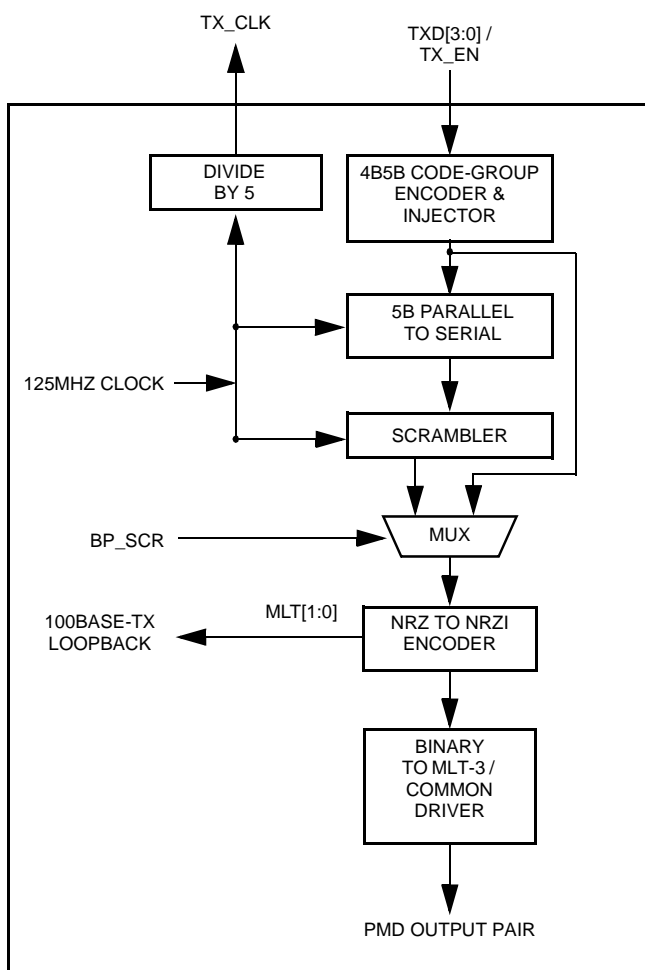 TX_CLK
TXD[3:0] /
TX_EN
DIVIDE
BY 5
4B5B CODE-GROUP
ENCODER &
INJECTOR
5B PARALLEL
TO SERIAL
125MHZ CLOCK
SCRAMBLER
BP_SCR
MUX
100BASE-TX
LOOPBACK
MLT[1:0]
NRZ TO NRZI
ENCODER
BINARY
TO MLT-3 /
COMMON
DRIVER
PMD OUTPUT PAIR